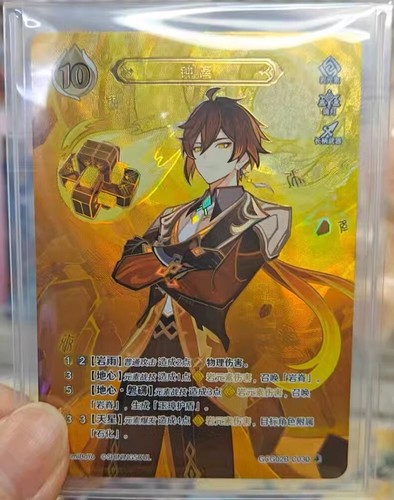 10
钟离
长柄武器
1 2【岩雨】普通攻击 造成2点 物理伤害。
3 【地心】元素战技 造成1点 岩元素伤害，召唤「岩脊」。
5 【地心·磐礴】元素战技 造成3点 岩元素伤害，召唤
「岩脊」，生成「玉璋护盾」。
3 3【天星】元素爆发 造成4点 岩元素伤害，目标角色附属
「石化」。